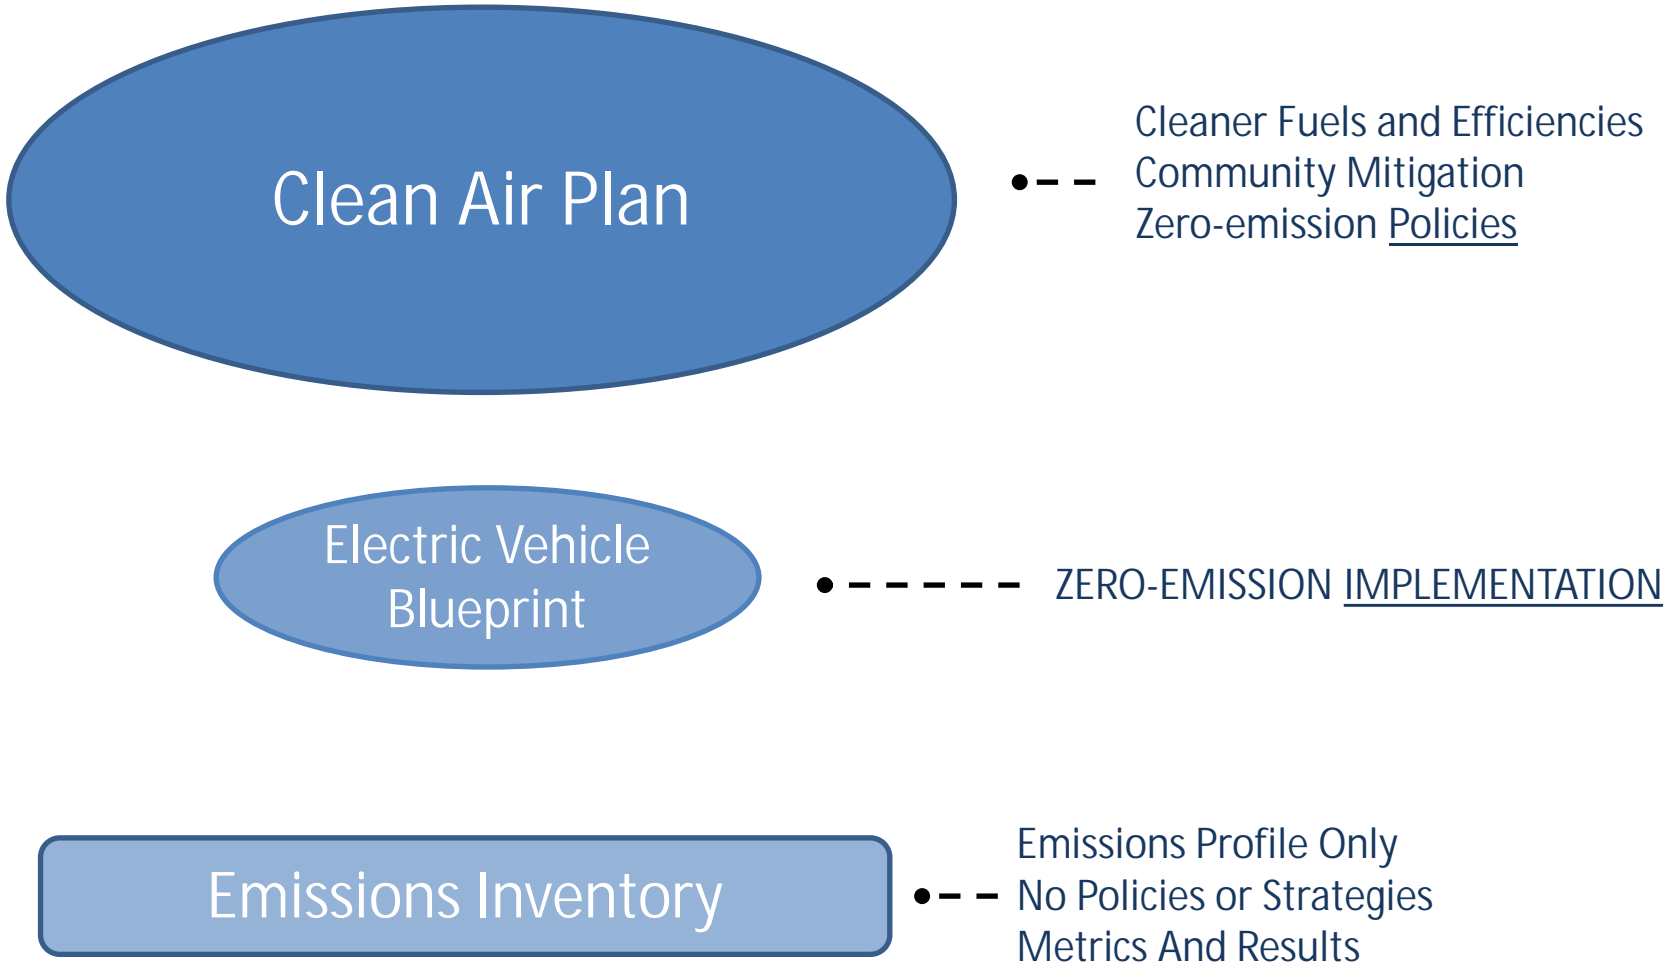 Clean Air Plan
Cleaner Fuels and Efficiencies
Community Mitigation
Zero-emission Policies
Electric Vehicle
Blueprint
ZERO-EMISSION IMPLEMENTATION
Emissions Inventory
Emissions Profile Only
No Policies or Strategies
Metrics And Results